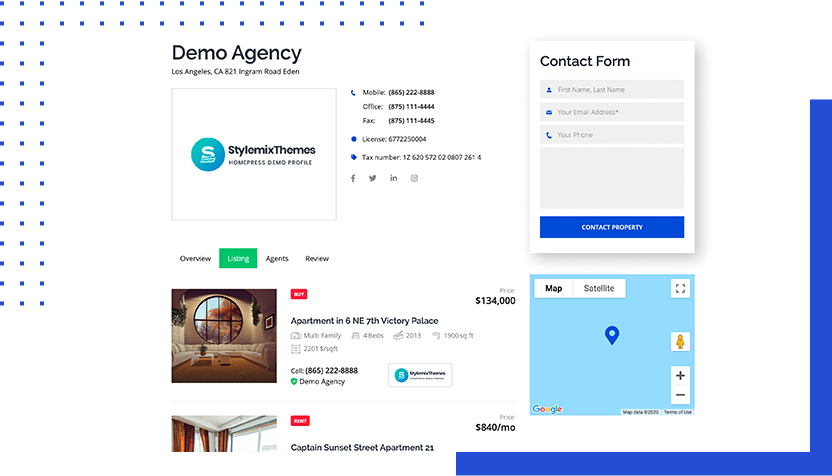 Demo Agency
Los Angeles, CA 821 Ingram Road Eden
StylemixThemes
HOMEPRESS DEMO PROFILE
Mobile: (865) 222-8888
Office: (875) 111-4444
Fax: (875) 111-4445
License: 6772250004
Tax number: 1Z 620 572 02 0807 261 4
Overview Listing Agents Review
BUY
Price:
$134,000
Apartment in 6 NE 7th Victory Palace
Multi Family 4 Beds 2013 1900 sq ft
2201 $/sqft
Call: (865) 222-8888
Demo Agency
StylemixThemes
HOMEPRESS DEMO PROFILE
RENT
Price:
$840/mo
Captain Sunset Street Apartment 21
Contact Form
First Name, Last Name
Your Email Address*
Your Phone
CONTACT PROPERTY
Map Satellite
Google
Map data ©2020 Terms of Use